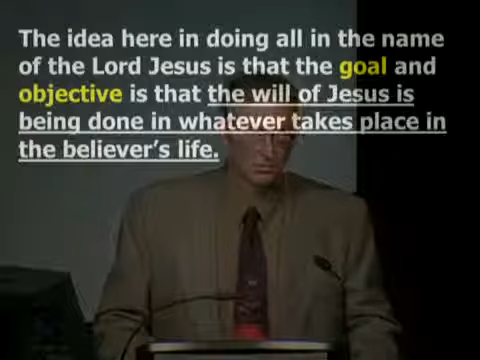 The idea here in doing all in the name
of the Lord Jesus is that the goal and
objective is that the will of Jesus is
being done in whatever takes place in
the believer's life.